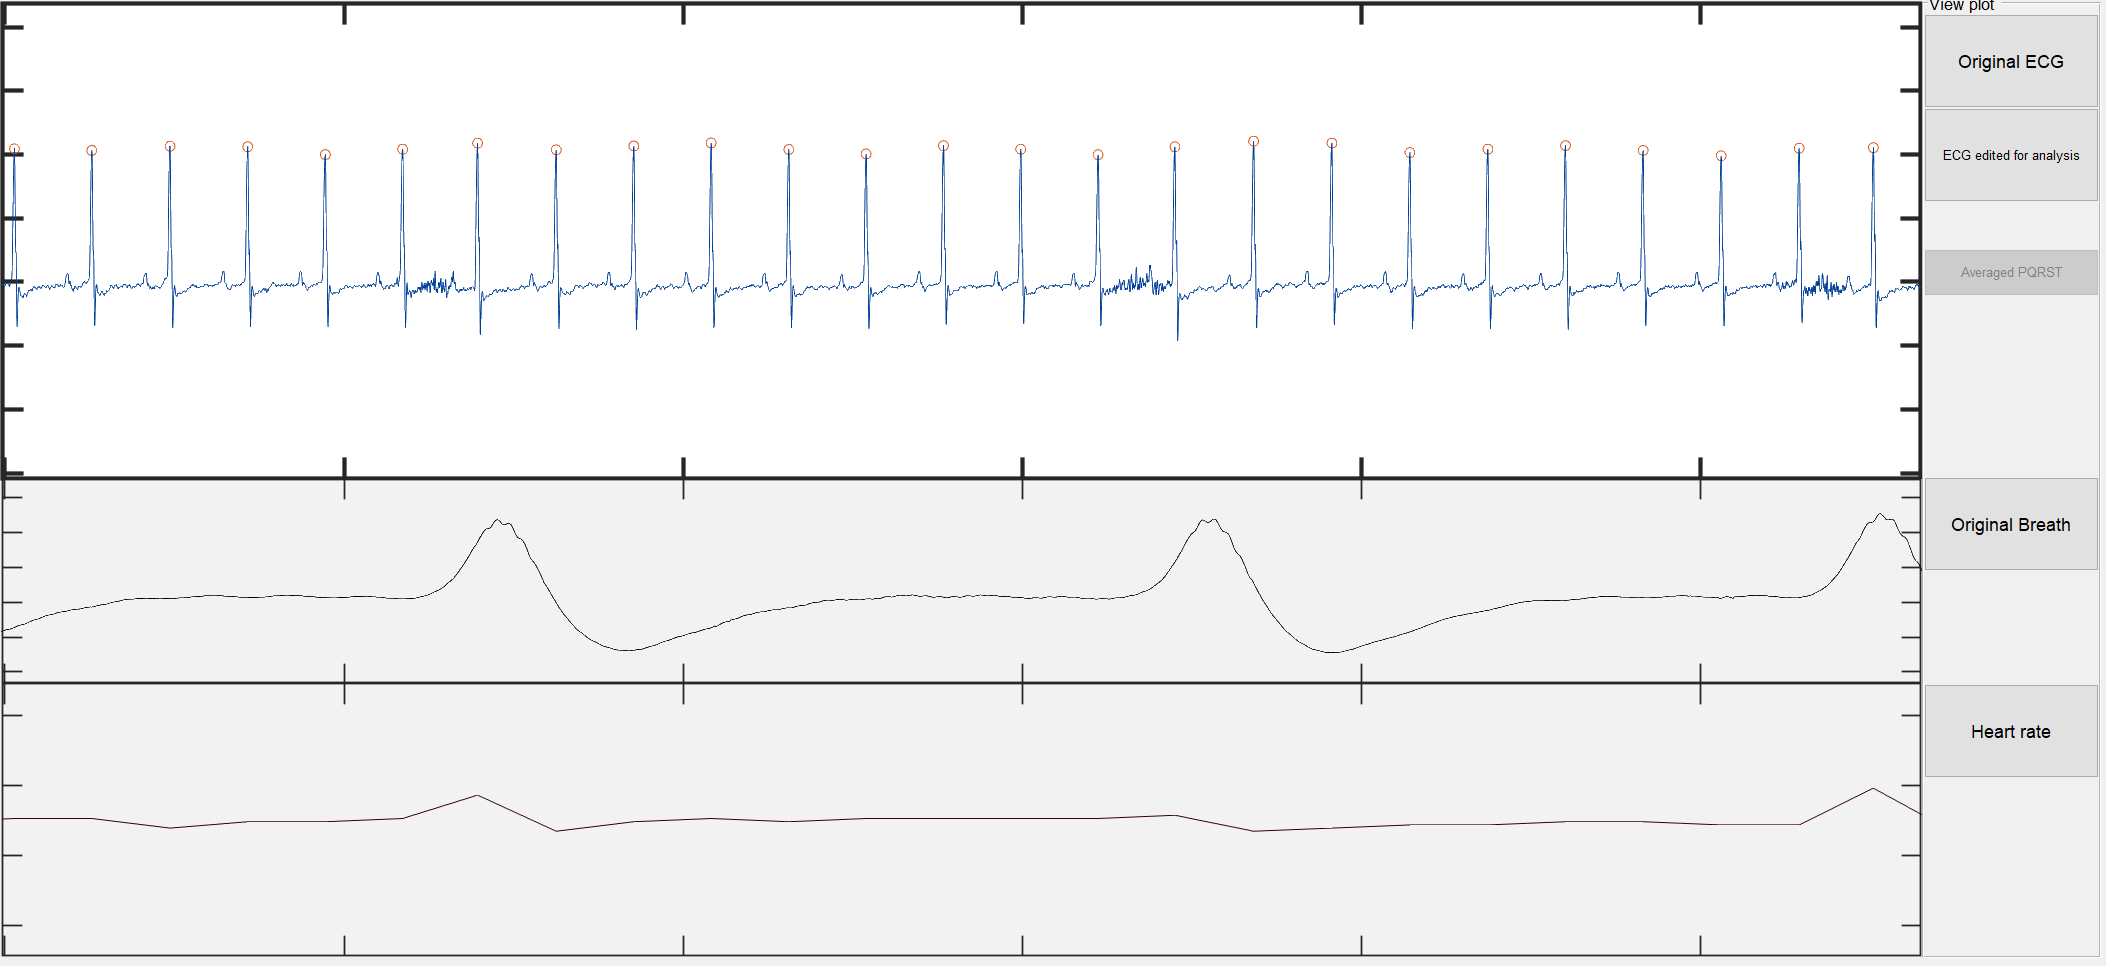 View plot
Original ECG
ECG edited for analysis
Averaged PQRST
Original Breath
Heart rate